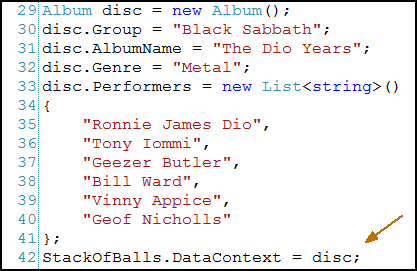 29 Album disc = new Album();
30 disc.Group = "Black Sabbath";
31 disc.AlbumName = "The Dio Years";
32 disc.Genre = "Metal";
33 disc.Performers = new List<string>()
34 {
35 "Ronnie James Dio",
36 "Tony Iommi",
37 "Geezer Butler",
38 "Bill Ward",
39 "Vinny Appice",
40 "Geof Nicholls"
41 };
42 StackOfBalls.DataContext = disc;